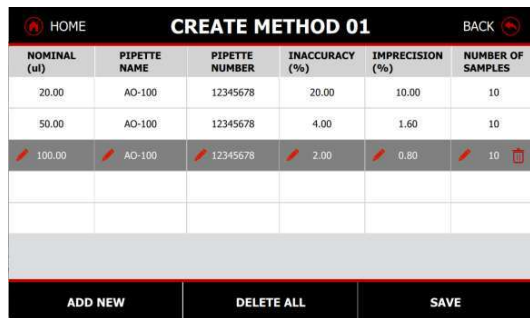 HOME CREATE METHOD 01 BACK
NOMINAL (ul) PIPETTE NAME PIPETTE NUMBER INACCURACY (%) IMPRECISION (%) NUMBER OF SAMPLES
20.00 AO-100 12345678 20.00 10.00 10
50.00 AO-100 12345678 4.00 1.60 10
100.00 AO-100 12345678 2.00 0.80 10
ADD NEW DELETE ALL SAVE